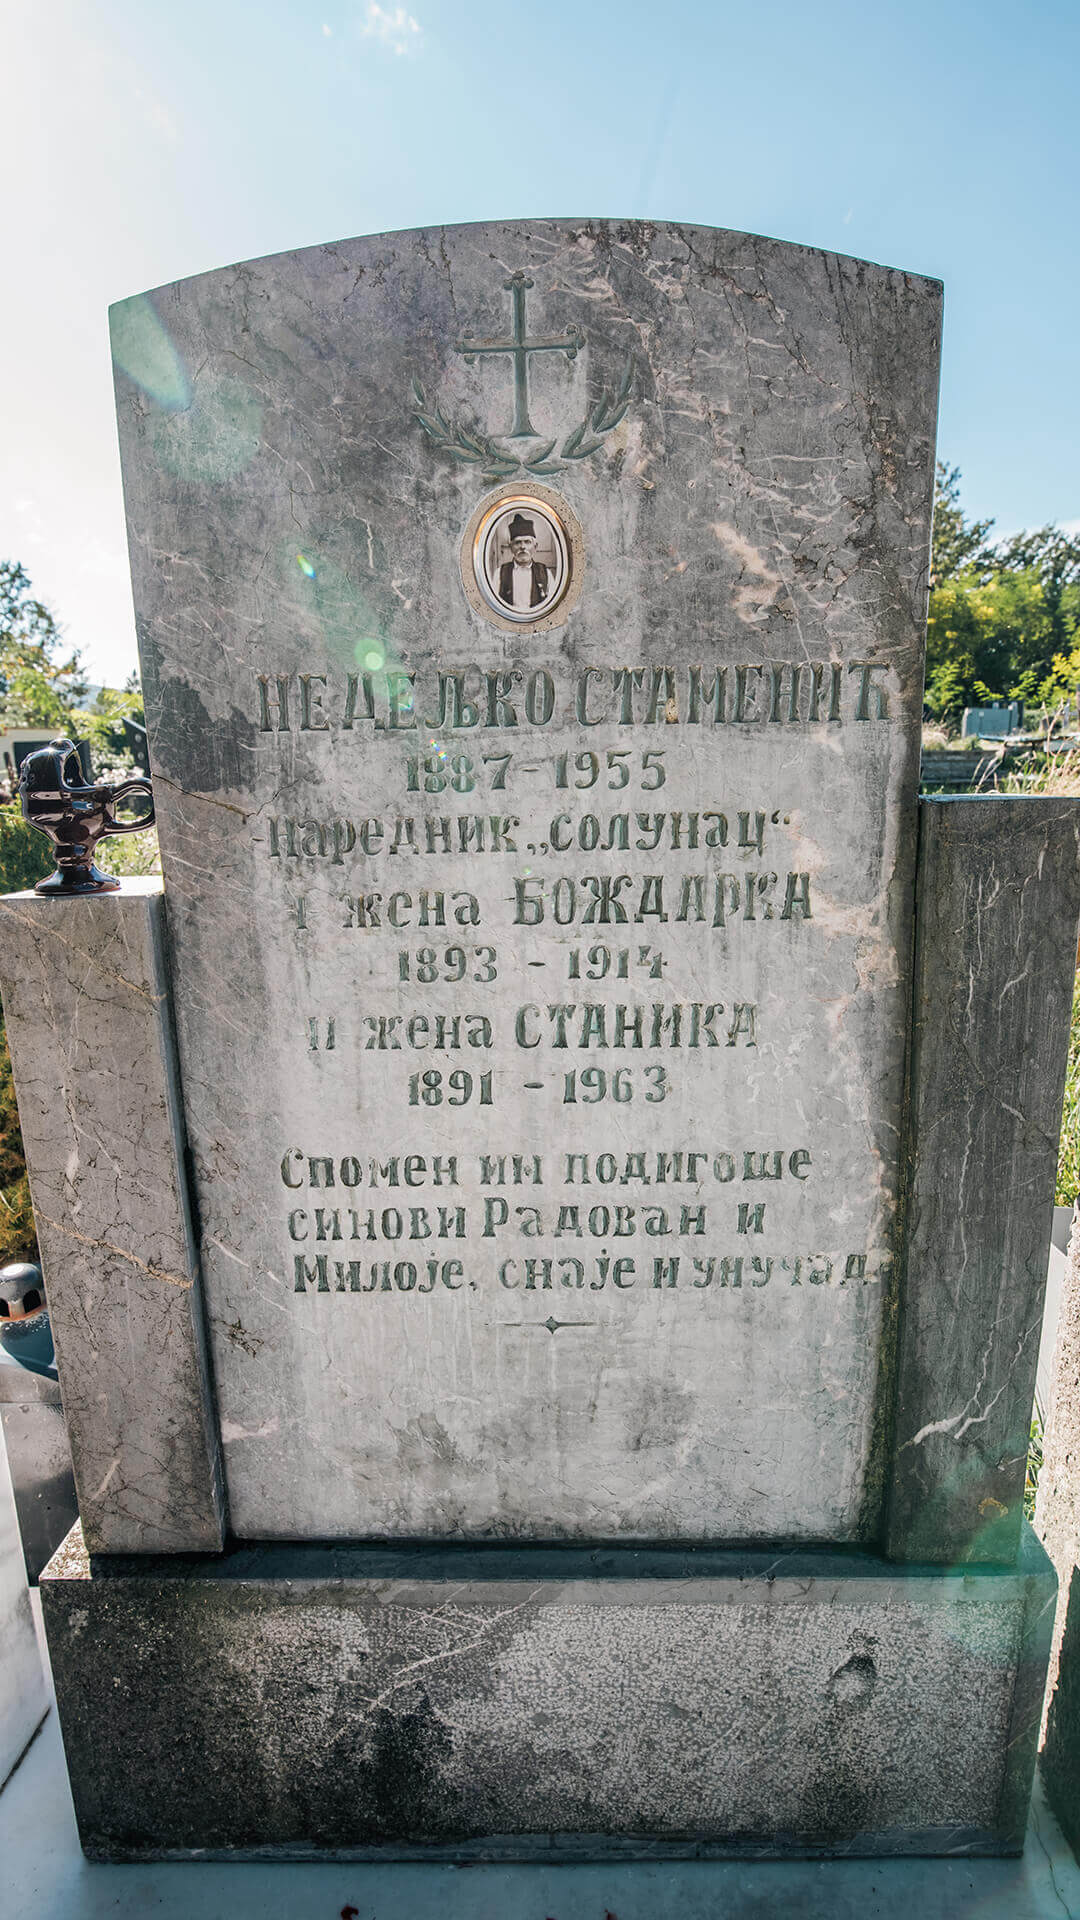 НЕДЕЉКО СТАМЕНИЋ
1887 - 1955
наредник „Солунац“
и жена БОЖДАРКА
1893 - 1914
и жена СТАНИКА
1891 - 1963
Спомен им подигоше
синови Радован и
Милоје, снаје и унучад.